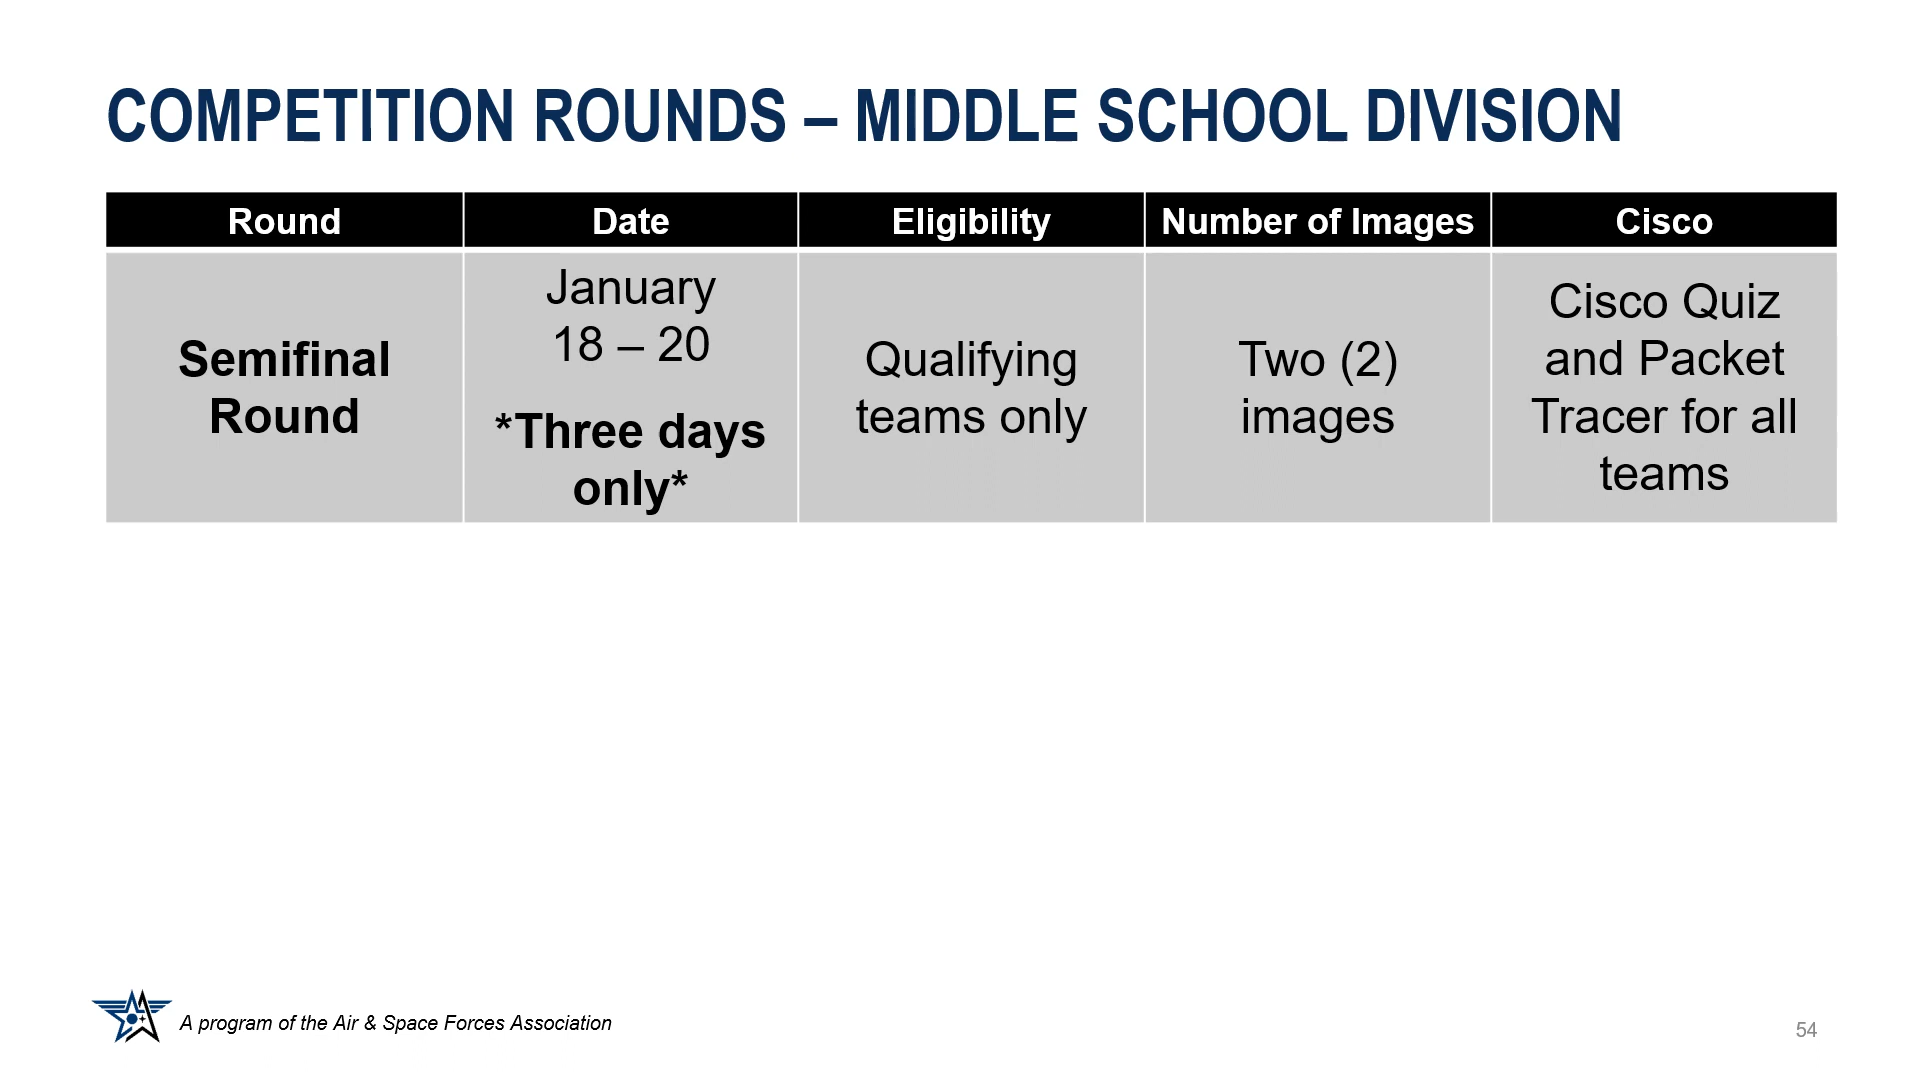 COMPETITION ROUNDS – MIDDLE SCHOOL DIVISION
Round
Date
Eligibility
Number of Images
Cisco
Semifinal
Round
January
18 – 20
*Three days
only*
Qualifying
teams only
Two (2)
images
Cisco Quiz
and Packet
Tracer for all
teams
A program of the Air & Space Forces Association
54